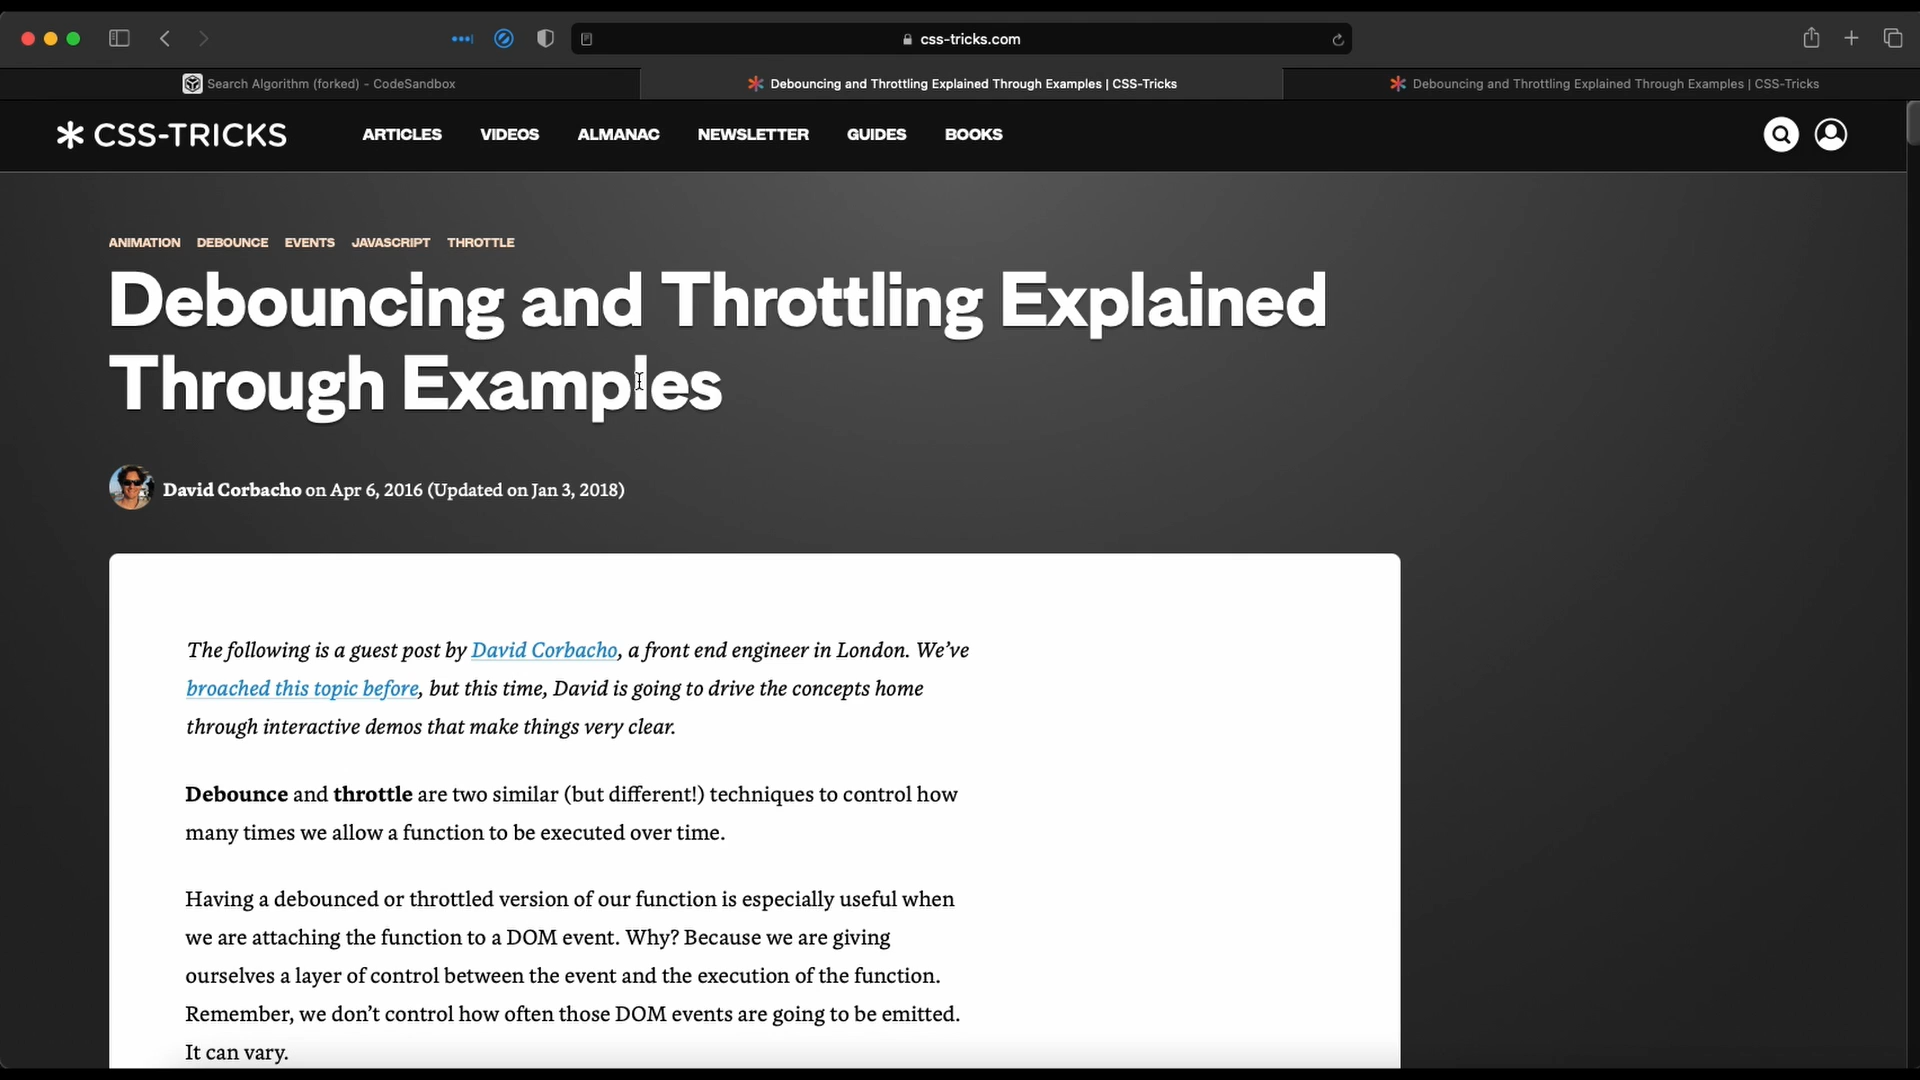 css-tricks.com
Search Algorithm (forked) – CodeSandbox
Debouncing and Throttling Explained Through Examples | CSS-Tricks
Debouncing and Throttling Explained Through Examples | CSS-Tricks
CSS-TRICKS
ARTICLES VIDEOS ALMANAC NEWSLETTER GUIDES BOOKS
ANIMATION DEBOUNCE EVENTS JAVASCRIPT THROTTLE
Debouncing and Throttling Explained
Through Examples
David Corbacho on Apr 6, 2016 (Updated on Jan 3, 2018)
The following is a guest post by David Corbacho, a front end engineer in London. We’ve
broached this topic before, but this time, David is going to drive the concepts home
through interactive demos that make things very clear.
Debounce and throttle are two similar (but different!) techniques to control how
many times we allow a function to be executed over time.
Having a debounced or throttled version of our function is especially useful when
we are attaching the function to a DOM event. Why? Because we are giving
ourselves a layer of control between the event and the execution of the function.
Remember, we don’t control how often those DOM events are going to be emitted.
It can vary.